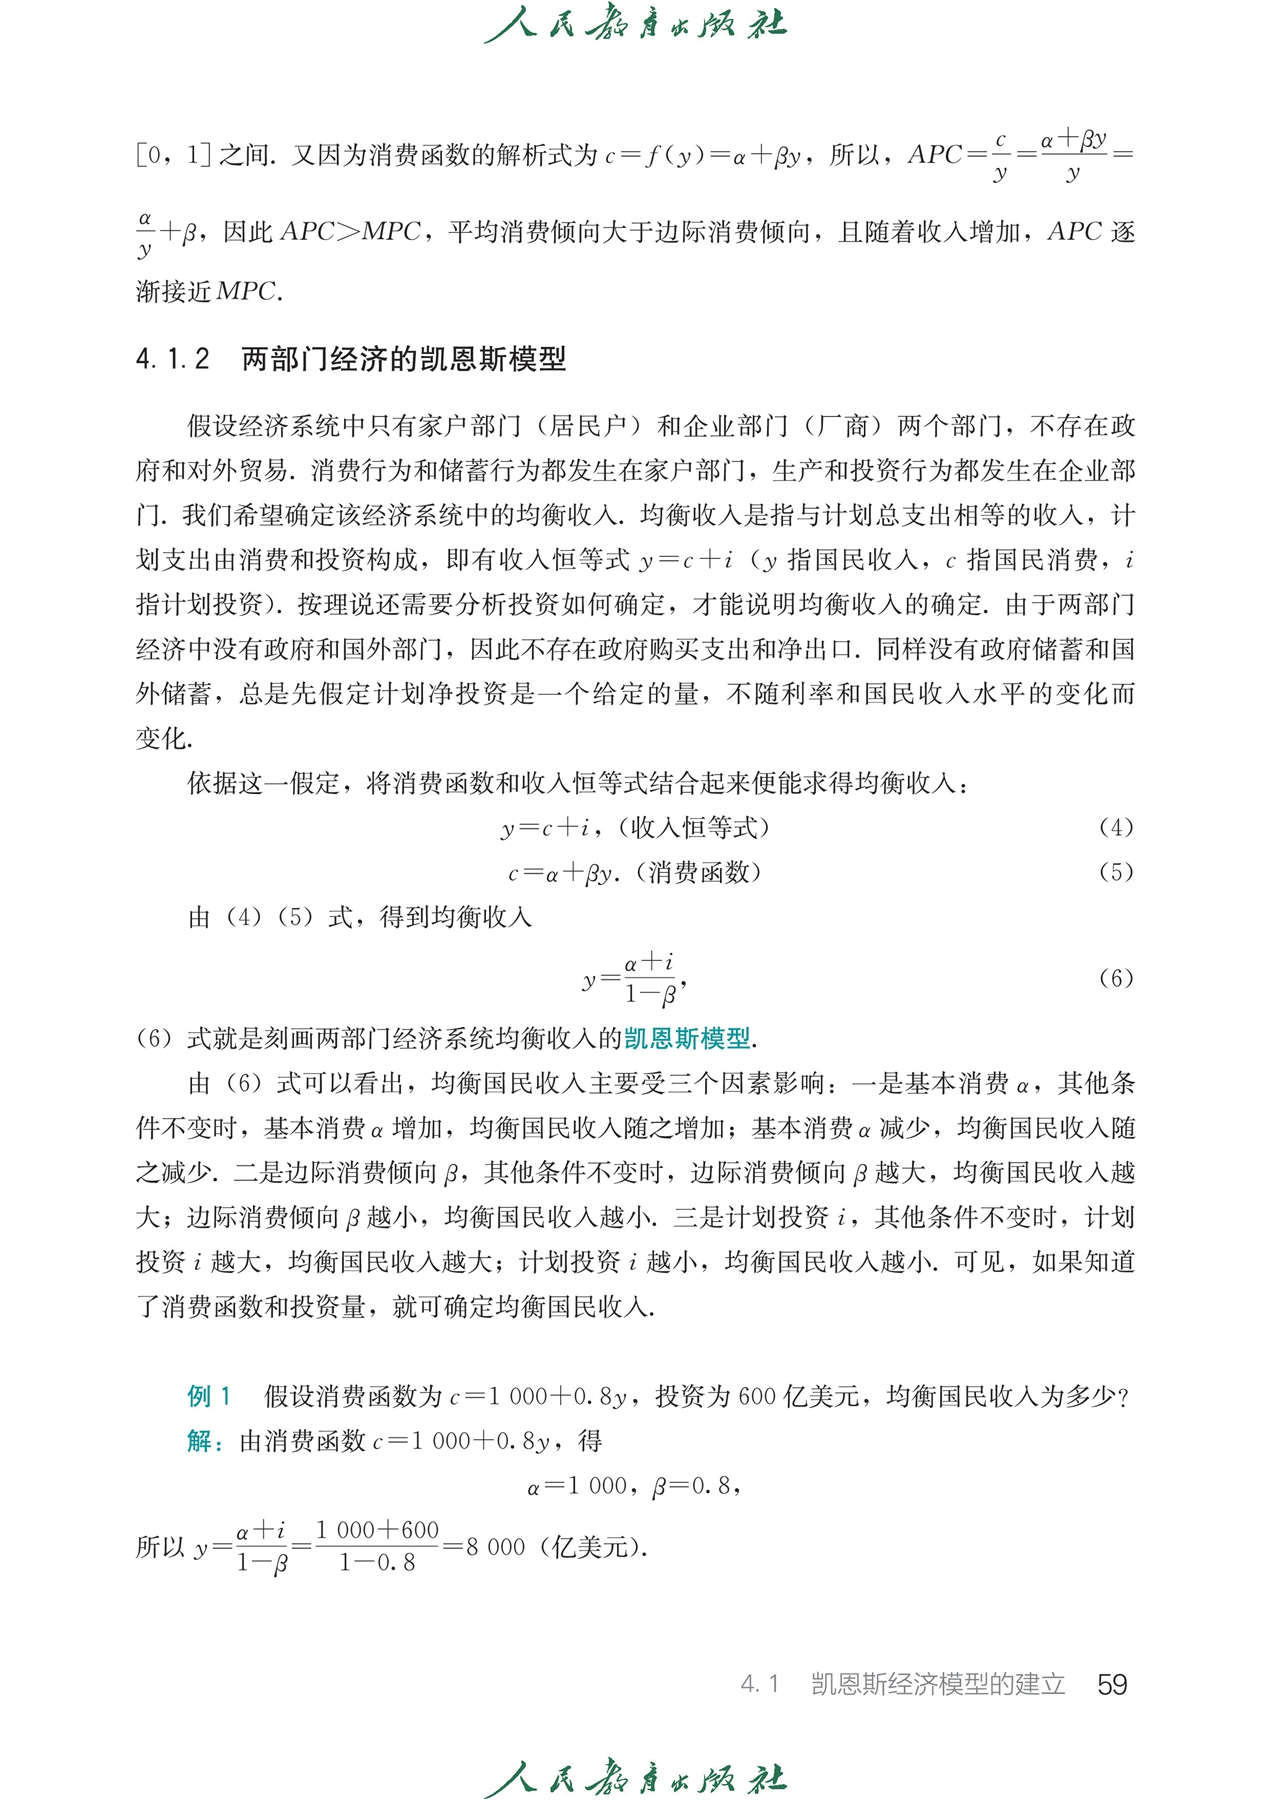 人民教育出版社
[0，1]之间．又因为消费函数的解析式为c=f(y)=α+βy，所以，APC=c/y=(α+βy)/y=
α/y+β，因此APC>MPC，平均消费倾向大于边际消费倾向，且随着收入增加，APC逐
渐接近MPC．
4.1.2　两部门经济的凯恩斯模型
假设经济系统中只有家户部门（居民户）和企业部门（厂商）两个部门，不存在政
府和对外贸易．消费行为和储蓄行为都发生在家户部门，生产和投资行为都发生在企业部
门．我们希望确定该经济系统中的均衡收入．均衡收入是指与计划总支出相等的收入，计
划支出由消费和投资构成，即有收入恒等式 y=c+i（y 指国民收入，c 指国民消费，i
指计划投资）．按理说还需要分析投资如何确定，才能说明均衡收入的确定．由于两部门
经济中没有政府和国外部门，因此不存在政府购买支出和净出口．同样没有政府储蓄和国
外储蓄，总是先假定计划净投资是一个给定的量，不随利率和国民收入水平的变化而
变化．
依据这一假定，将消费函数和收入恒等式结合起来便能求得均衡收入：
y=c+i，（收入恒等式）　（4）
c=α+βy．（消费函数）　（5）
由（4）（5）式，得到均衡收入
y=(α+i)/(1-β)，　（6）
（6）式就是刻画两部门经济系统均衡收入的凯恩斯模型．
由（6）式可以看出，均衡国民收入主要受三个因素影响：一是基本消费α，其他条
件不变时，基本消费α增加，均衡国民收入随之增加；基本消费α减少，均衡国民收入随
之减少．二是边际消费倾向β，其他条件不变时，边际消费倾向β越大，均衡国民收入越
大；边际消费倾向β越小，均衡国民收入越小．三是计划投资 i，其他条件不变时，计划
投资 i 越大，均衡国民收入越大；计划投资 i 越小，均衡国民收入越小．可见，如果知道
了消费函数和投资量，就可确定均衡国民收入．
例1　假设消费函数为c=1 000+0.8y，投资为600亿美元，均衡国民收入为多少？
解：由消费函数c=1 000+0.8y，得
α=1 000，β=0.8，
所以 y=(α+i)/(1-β)=(1 000+600)/(1-0.8)=8 000（亿美元）．
4.1　凯恩斯经济模型的建立　59
人民教育出版社